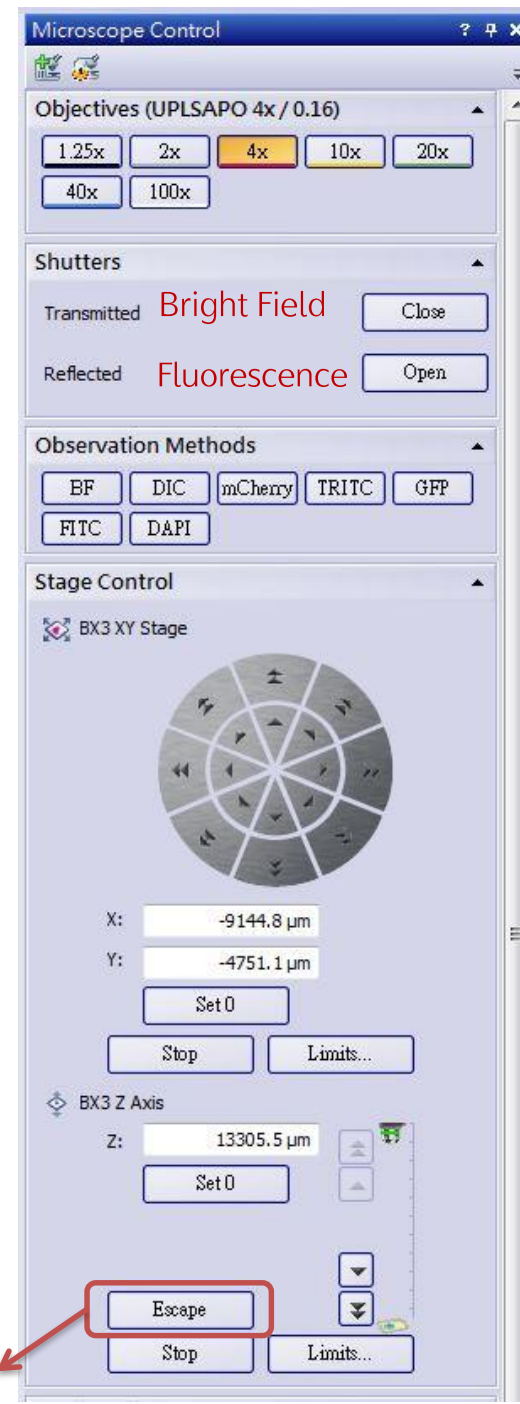 Microscope Control
Objectives (UPLSAPO 4x / 0.16)
1.25x 2x 4x 10x 20x
40x 100x
Shutters
Transmitted Bright Field Close
Reflected Fluorescence Open
Observation Methods
BF DIC mCherry TRITC GFP
FITC DAPI
Stage Control
BX3 XY Stage
X: -9144.8 µm
Y: -4751.1 µm
Set 0
Stop Limits...
BX3 Z Axis
Z: 13305.5 µm
Set 0
Escape
Stop Limits...